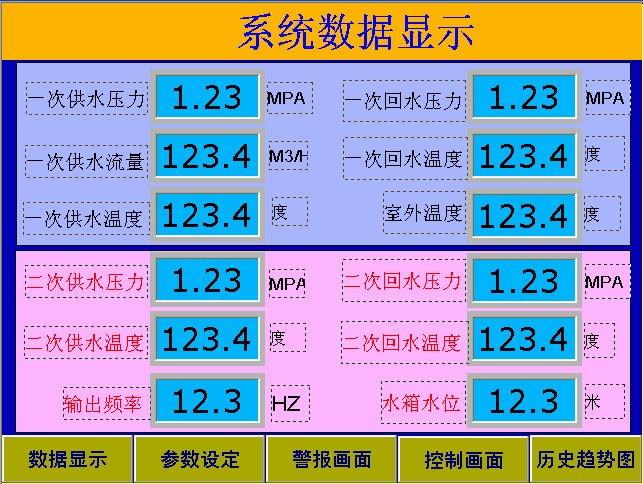 系统数据显示
一次供水压力 1.23 MPA 一次回水压力 1.23 MPA
一次供水流量 123.4 M3/H 一次回水温度 123.4 度
一次供水温度 123.4 度 室外温度 123.4 度
二次供水压力 1.23 MPA 二次回水压力 1.23 MPA
二次供水温度 123.4 度 二次回水温度 123.4 度
输出频率 12.3 HZ 水箱水位 12.3 米
数据显示 参数设定 警报画面 控制画面 历史趋势图